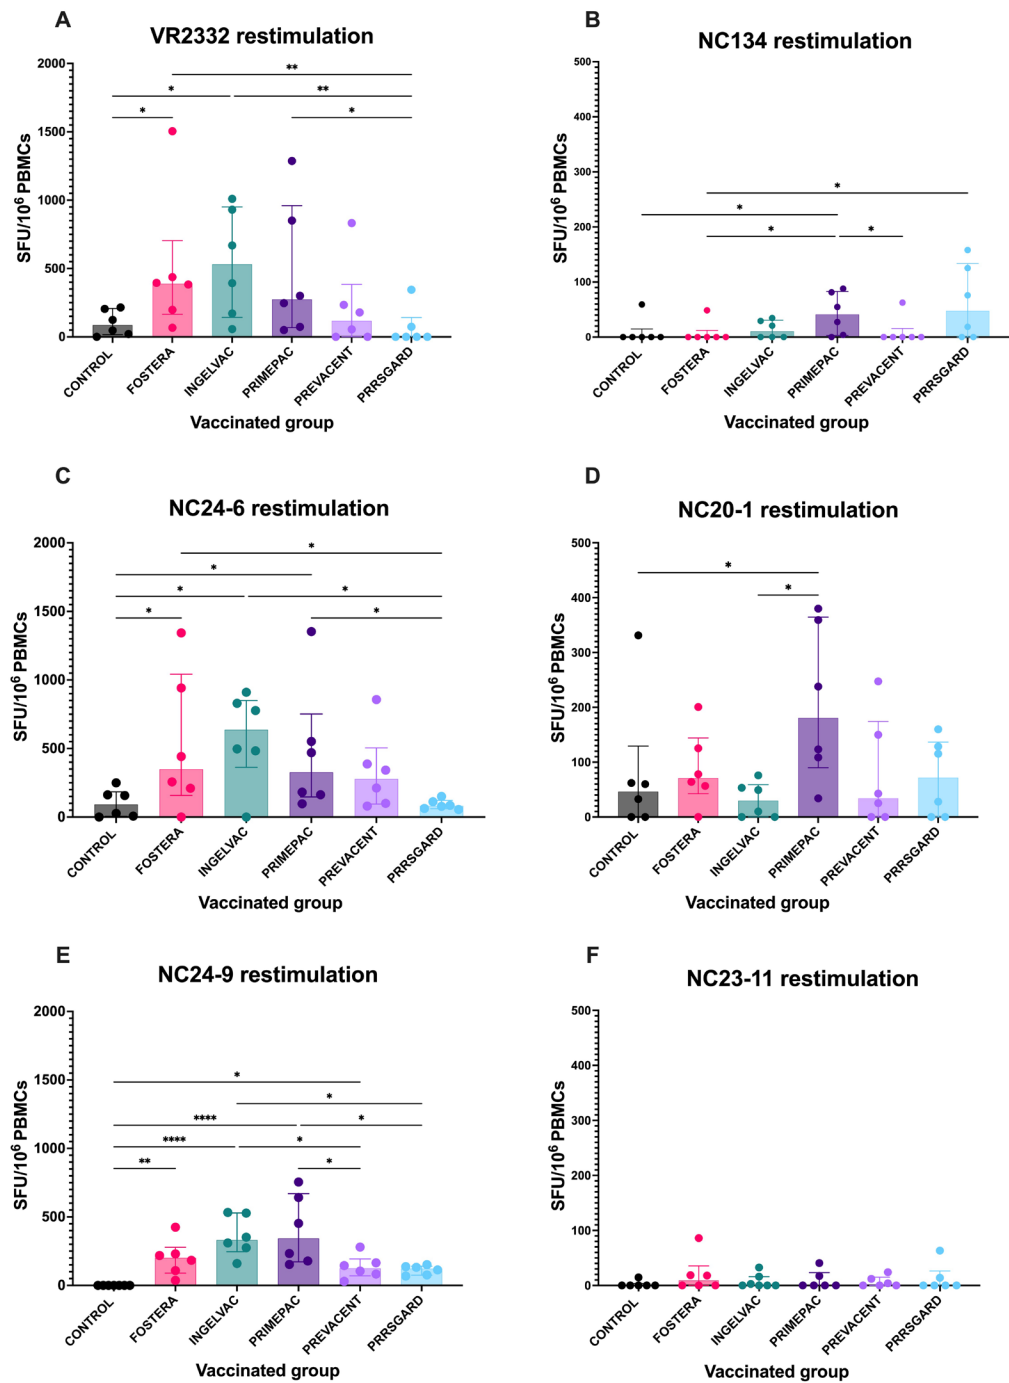 A
VR2332 restimulation
SFU/10⁶ PBMCs
2000
1500
1000
500
0
**
* **
* *
CONTROL
FOSTERA
INGELVAC
PRIMEPAC
PREVACENT
PRRSGARD
Vaccinated group
B
NC134 restimulation
SFU/10⁶ PBMCs
500
400
300
200
100
0
*
*
* *
CONTROL
FOSTERA
INGELVAC
PRIMEPAC
PREVACENT
PRRSGARD
Vaccinated group
C
NC24-6 restimulation
SFU/10⁶ PBMCs
2000
1500
1000
500
0
*
*
* *
* *
CONTROL
FOSTERA
INGELVAC
PRIMEPAC
PREVACENT
PRRSGARD
Vaccinated group
D
NC20-1 restimulation
SFU/10⁶ PBMCs
500
400
300
200
100
0
*
*
CONTROL
FOSTERA
INGELVAC
PRIMEPAC
PREVACENT
PRRSGARD
Vaccinated group
E
NC24-9 restimulation
SFU/10⁶ PBMCs
2000
1500
1000
500
0
*
*
**** *
**** *
** *
CONTROL
FOSTERA
INGELVAC
PRIMEPAC
PREVACENT
PRRSGARD
Vaccinated group
F
NC23-11 restimulation
SFU/10⁶ PBMCs
500
400
300
200
100
0
CONTROL
FOSTERA
INGELVAC
PRIMEPAC
PREVACENT
PRRSGARD
Vaccinated group